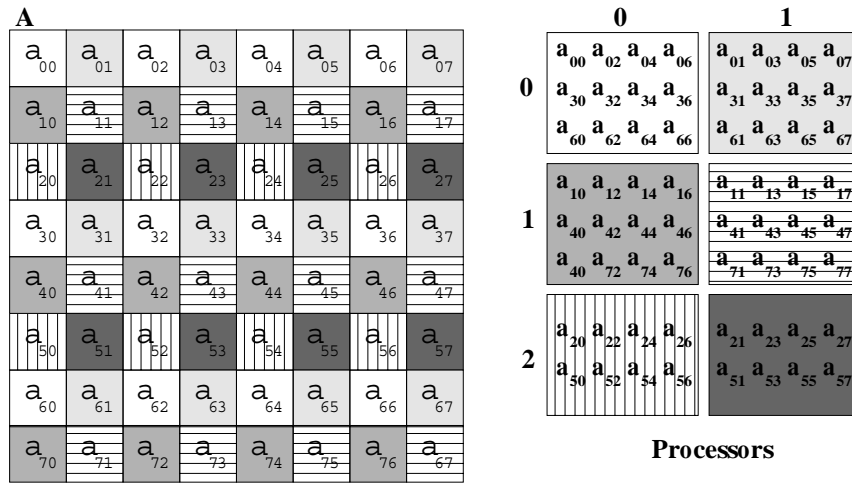 A
a00 a01 a02 a03 a04 a05 a06 a07
a10 a11 a12 a13 a14 a15 a16 a17
a20 a21 a22 a23 a24 a25 a26 a27
a30 a31 a32 a33 a34 a35 a36 a37
a40 a41 a42 a43 a44 a45 a46 a47
a50 a51 a52 a53 a54 a55 a56 a57
a60 a61 a62 a63 a64 a65 a66 a67
a70 a71 a72 a73 a74 a75 a76 a67
0 1
0
a00 a02 a04 a06
a30 a32 a34 a36
a60 a62 a64 a66
a01 a03 a05 a07
a31 a33 a35 a37
a61 a63 a65 a67
1
a10 a12 a14 a16
a40 a42 a44 a46
a40 a72 a74 a76
a11 a13 a15 a17
a41 a43 a45 a47
a71 a73 a75 a77
2
a20 a22 a24 a26
a50 a52 a54 a56
a21 a23 a25 a27
a51 a53 a55 a57
Processors